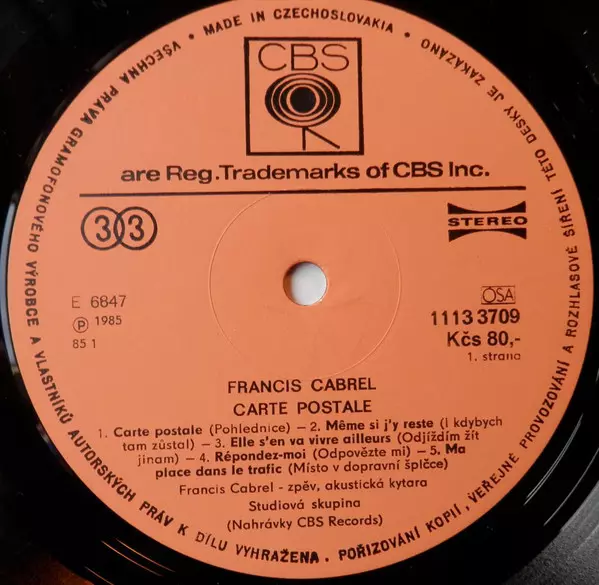 VŠECHNA PRÁVA GRAMOFONOVÉHO VÝROBCE A VLASTNÍKŮ AUTORSKÝCH PRÁV K DÍLU VYHRAŽENA. POŘIZOVÁNÍ KOPIÍ, VEŘEJNÉ PROVOZOVÁNÍ A ROZHLASOVÉ ŠÍŘENÍ TÉTO DESKY JE ZAKÁZÁNO • MADE IN CZECHOSLOVAKIA •
CBS
are Reg. Trademarks of CBS Inc.
33
STEREO
E 6847
Ⓟ 1985
85 1
OSA
1113 3709
Kčs 80,-
1. strana
FRANCIS CABREL
CARTE POSTALE
1. Carte postale (Pohlednice) – 2. Même si j'y reste (I kdybych
tam zůstal) – 3. Elle s'en va vivre ailleurs (Odjíždím žít
jinam) – 4. Répondez-moi (Odpovězte mi) – 5. Ma
place dans le trafic (Místo v dopravní šplčce)
Francis Cabrel - zpěv, akustická kytara
Studiová skupina
(Nahrávky CBS Records)